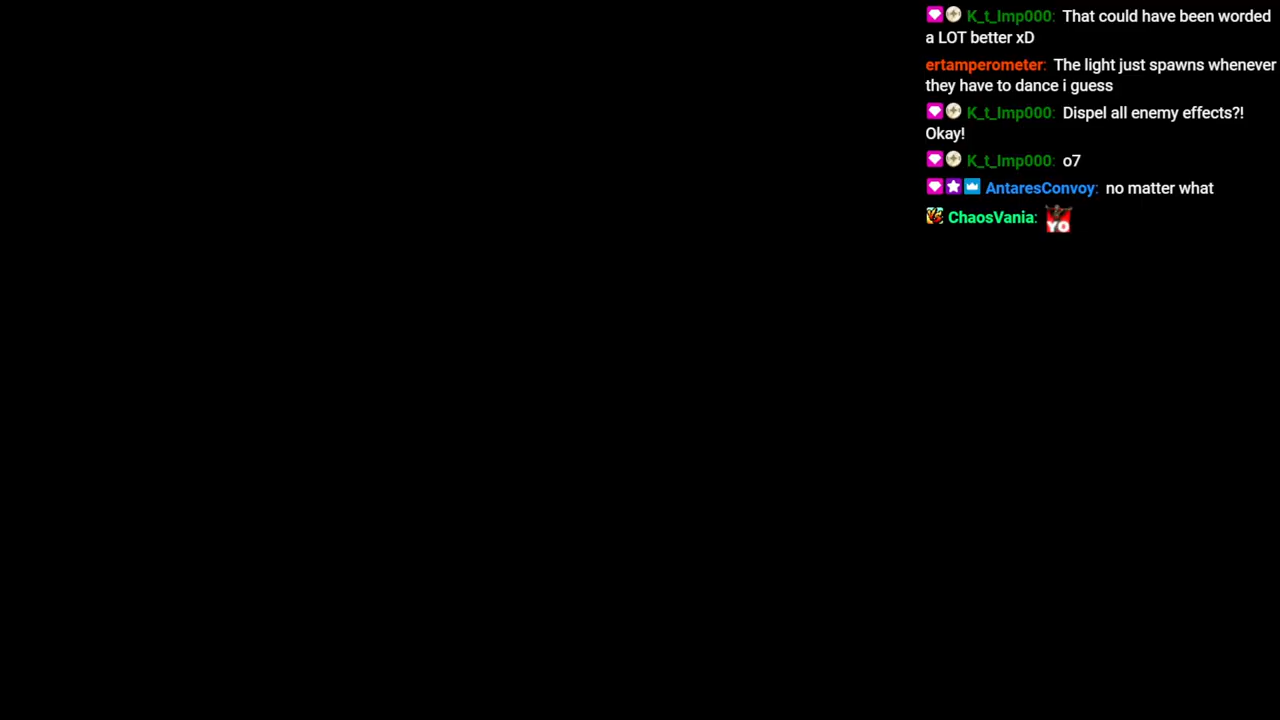 K_t_Imp000: That could have been worded
a LOT better xD
ertamperometer: The light just spawns whenever
they have to dance i guess
K_t_Imp000: Dispel all enemy effects?!
Okay!
K_t_Imp000: o7
AntaresConvoy: no matter what
ChaosVania: YO